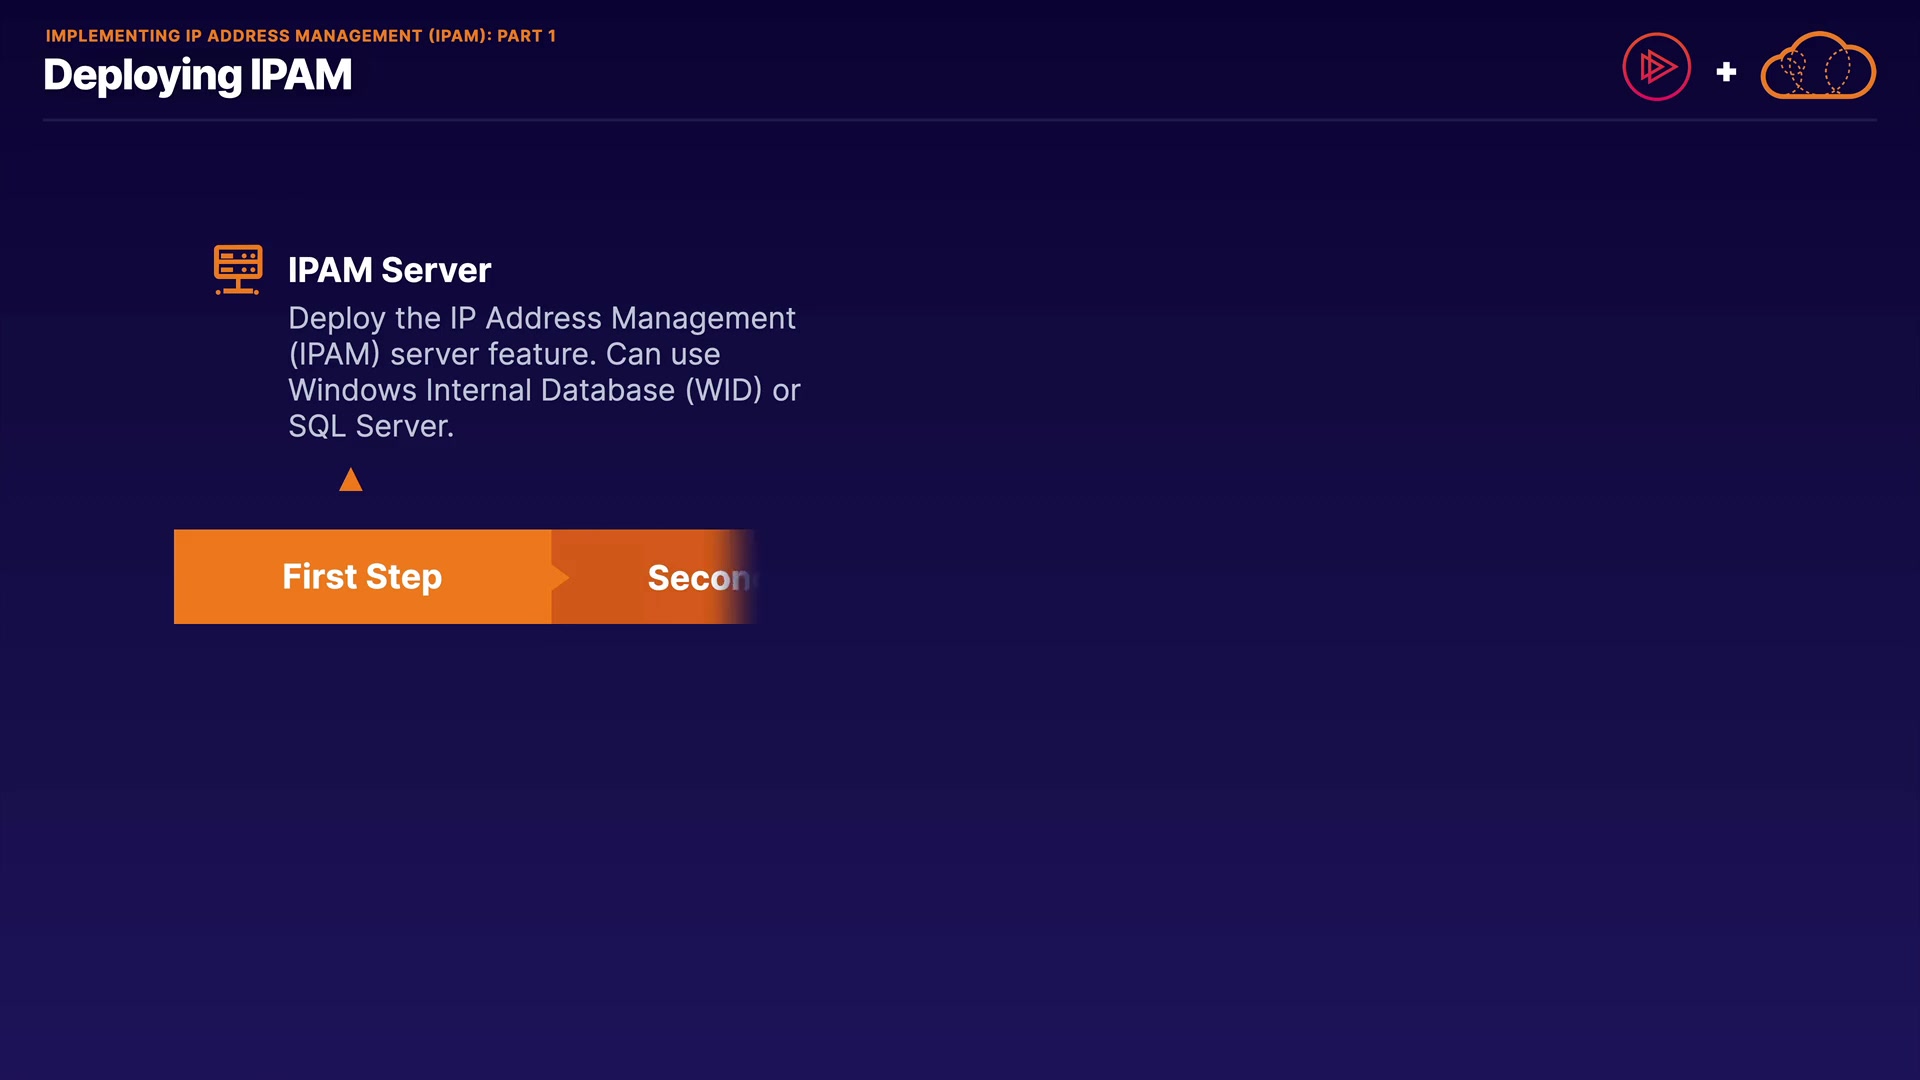 IMPLEMENTING IP ADDRESS MANAGEMENT (IPAM): PART 1
Deploying IPAM
IPAM Server
Deploy the IP Address Management
(IPAM) server feature. Can use
Windows Internal Database (WID) or
SQL Server.
First Step
Secon